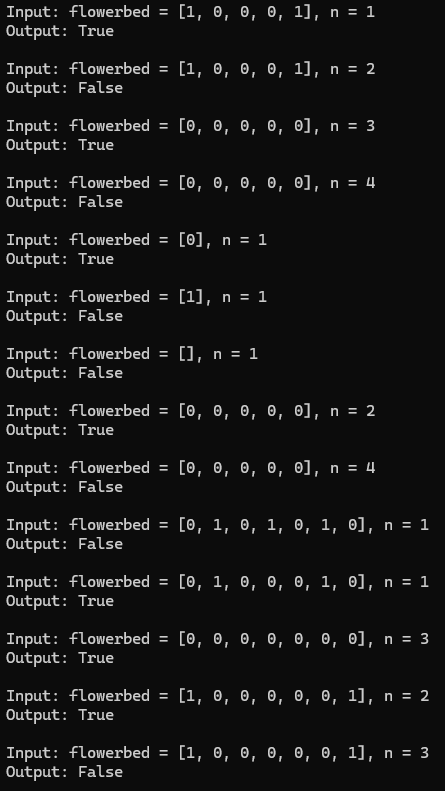 Input: flowerbed = [1, 0, 0, 0, 1], n = 1
Output: True
Input: flowerbed = [1, 0, 0, 0, 1], n = 2
Output: False
Input: flowerbed = [0, 0, 0, 0, 0], n = 3
Output: True
Input: flowerbed = [0, 0, 0, 0, 0], n = 4
Output: False
Input: flowerbed = [0], n = 1
Output: True
Input: flowerbed = [1], n = 1
Output: False
Input: flowerbed = [], n = 1
Output: False
Input: flowerbed = [0, 0, 0, 0, 0], n = 2
Output: True
Input: flowerbed = [0, 0, 0, 0, 0], n = 4
Output: False
Input: flowerbed = [0, 1, 0, 1, 0, 1, 0], n = 1
Output: False
Input: flowerbed = [0, 1, 0, 0, 0, 1, 0], n = 1
Output: True
Input: flowerbed = [0, 0, 0, 0, 0, 0, 0], n = 3
Output: True
Input: flowerbed = [1, 0, 0, 0, 0, 0, 1], n = 2
Output: True
Input: flowerbed = [1, 0, 0, 0, 0, 0, 1], n = 3
Output: False